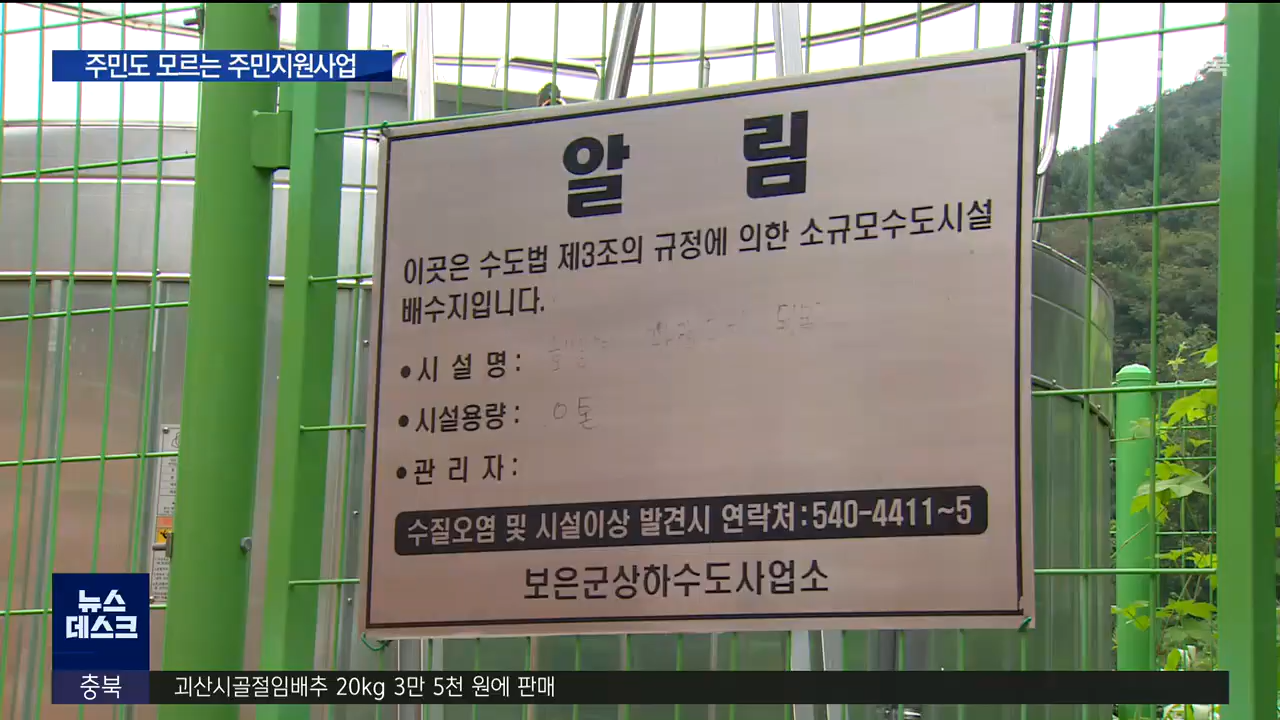 주민도 모르는 주민지원사업
알 림
이곳은 수도법 제3조의 규정에 의한 소규모수도시설
배수지입니다.
•시 설 명 :
•시설용량 : 톤
•관 리 자 :
수질오염 및 시설이상 발견시 연락처:540-4411~5
보은군상하수도사업소
뉴스
데스크
충북 괴산시골절임배추 20kg 3만 5천 원에 판매